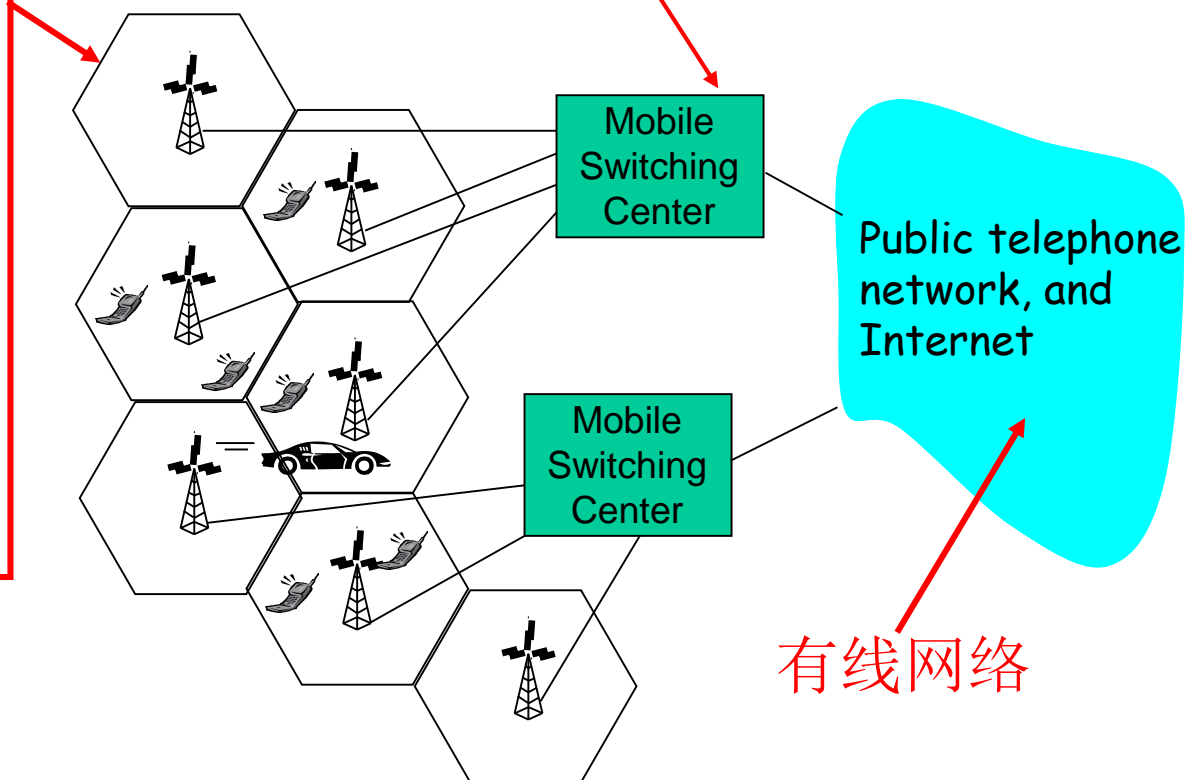 Mobile
Switching
Center
Public telephone
network, and
Internet
Mobile
Switching
Center
有线网络